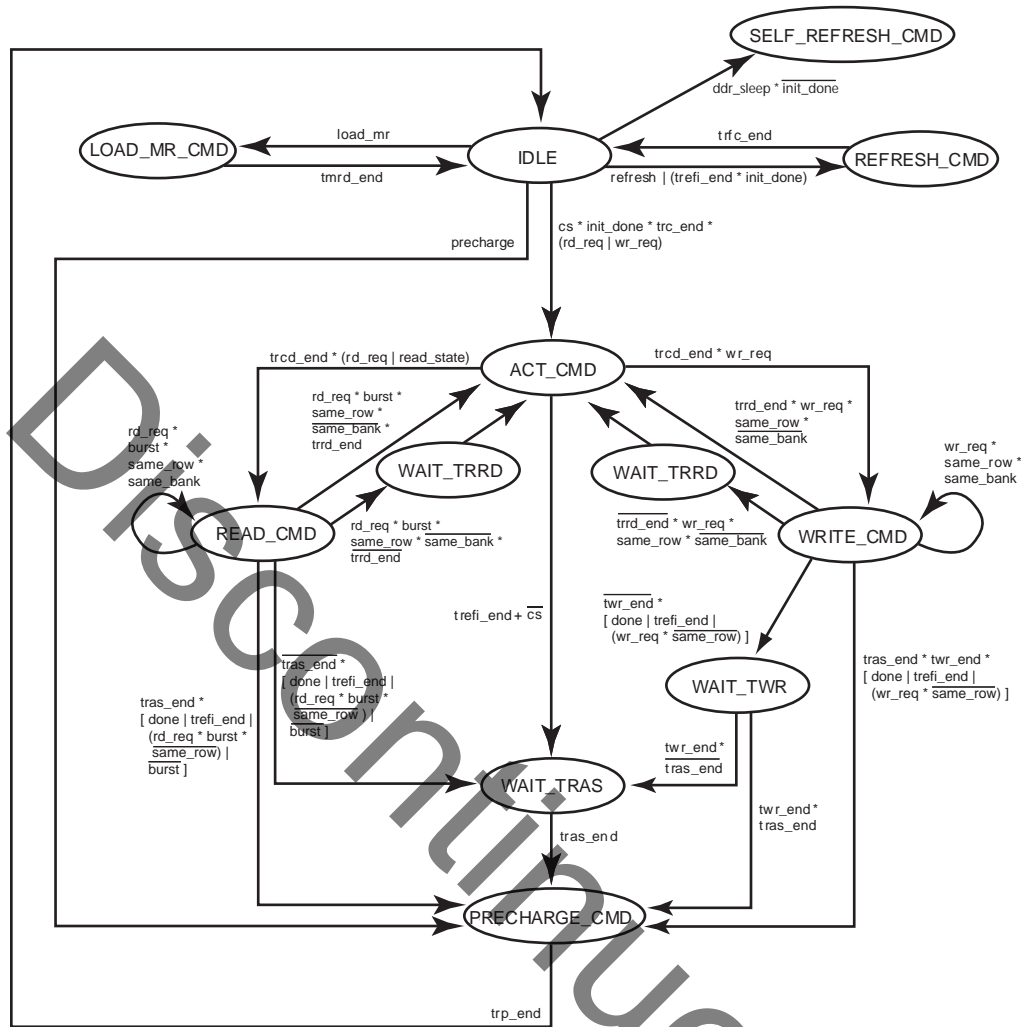 SELF_REFRESH_CMD
ddr_sleep * init_done
load_mr
trfc_end
LOAD_MR_CMD
IDLE
REFRESH_CMD
tmrd_end
refresh | (trefi_end * init_done)
precharge
cs * init_done * trc_end *
(rd_req | wr_req)
trcd_end * (rd_req | read_state)
ACT_CMD
trcd_end * wr_req
rd_req * burst *
same_row *
same_bank *
trrd_end
trrd_end * wr_req *
same_row *
same_bank
rd_req *
burst *
same_row *
same_bank
WAIT_TRRD
WAIT_TRRD
wr_req *
same_row *
same_bank
READ_CMD
rd_req * burst *
same_row * same_bank *
trrd_end
trrd_end * wr_req *
same_row * same_bank
WRITE_CMD
trefi_end + cs
twr_end *
[ done | trefi_end |
(wr_req * same_row) ]
tras_end *
[ done | trefi_end |
(rd_req * burst *
same_row) |
burst ]
tras_end *
[ done | trefi_end |
(rd_req * burst *
same_row ) |
burst ]
WAIT_TWR
tras_end * twr_end *
[ done | trefi_end |
(wr_req * same_row) ]
twr_end *
tras_end
WAIT_TRAS
twr_end *
tras_end
tras_end
PRECHARGE_CMD
trp_end
Discontinue